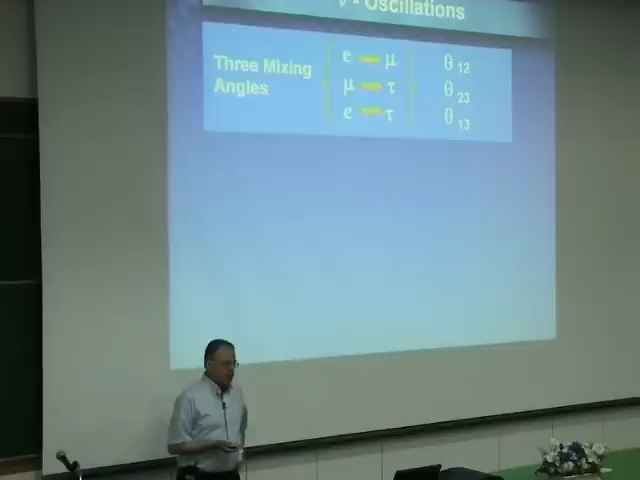 ν - Oscillations
Three Mixing Angles
e — μ θ 12
μ — τ θ 23
e — τ θ 13